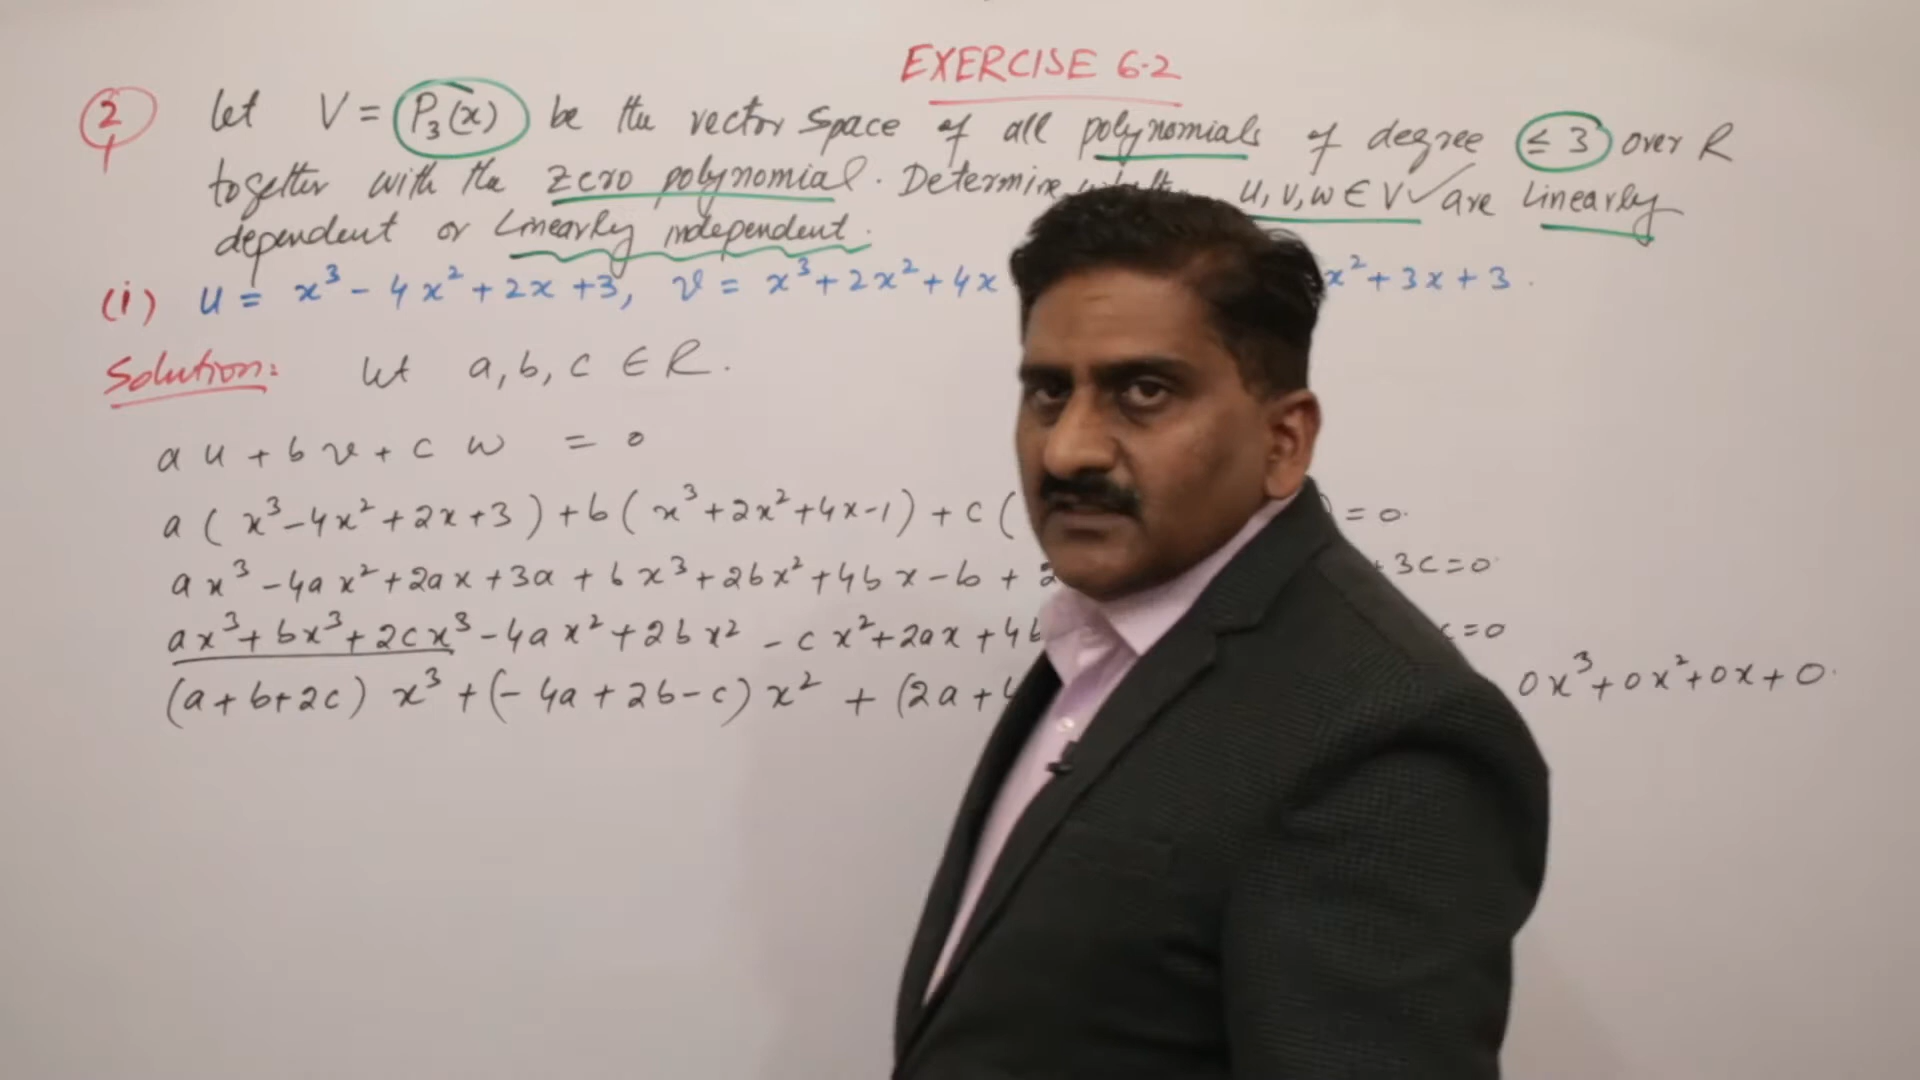 EXERCISE 6.2
2 Let V = P₃(x) be the vector space of all polynomials of degree ≤ 3 over R
together with the zero polynomial. Determine u, v, w ∈ V ✓ are Linearly
dependent or Linearly independent.
(i) u = x³ - 4x² + 2x + 3, v = x³ + 2x² + 4x x² + 3x + 3.
Solution: Let a, b, c ∈ R.
a u + b v + c w = 0
a (x³ - 4x² + 2x + 3) + b (x³ + 2x² + 4x - 1) + c ( ) = 0.
ax³ - 4ax² + 2ax + 3a + bx³ + 2bx² + 4bx - b + 2 + 3c = 0.
ax³ + bx³ + 2cx³ - 4ax² + 2bx² - cx² + 2ax + 4b c = 0
(a + b + 2c) x³ + (- 4a + 2b - c) x² + (2a + 0x³ + 0x² + 0x + 0.